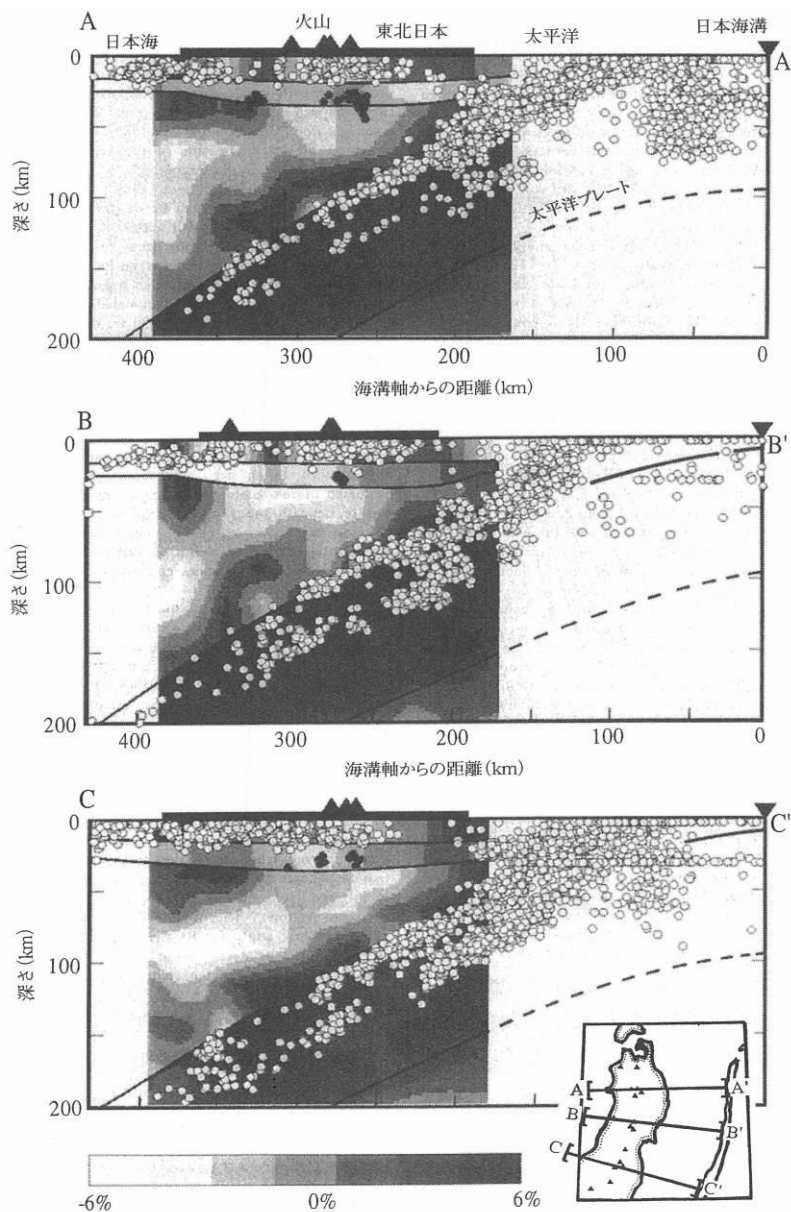 A
火山
日本海
東北日本
太平洋
日本海溝
A'
0
100
200
深さ(km)
太平洋プレート
400
300
200
100
0
海溝軸からの距離(km)
B
B'
0
100
200
深さ(km)
400
300
200
100
0
海溝軸からの距離(km)
C
C'
0
100
200
深さ(km)
A
A'
B
B'
C
C'
-6%
0%
6%